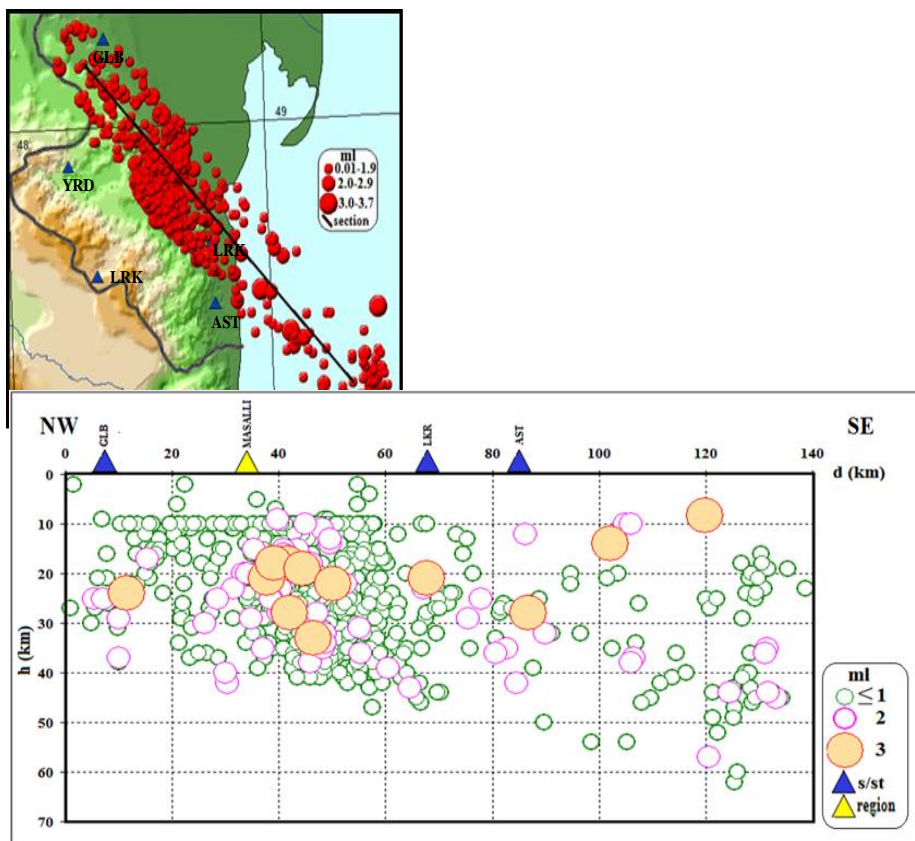 GLB
49
48
ml
0.01-1.9
2.0-2.9
3.0-3.7
section
YRD
LRK
LRK
AST
NW
SE
GLB
MASALLI
LKR
AST
0 20 40 60 80 100 120 140
d (km)
0
10
20
30
40
50
60
70
h (km)
ml
≤ 1
2
3
s/st
region